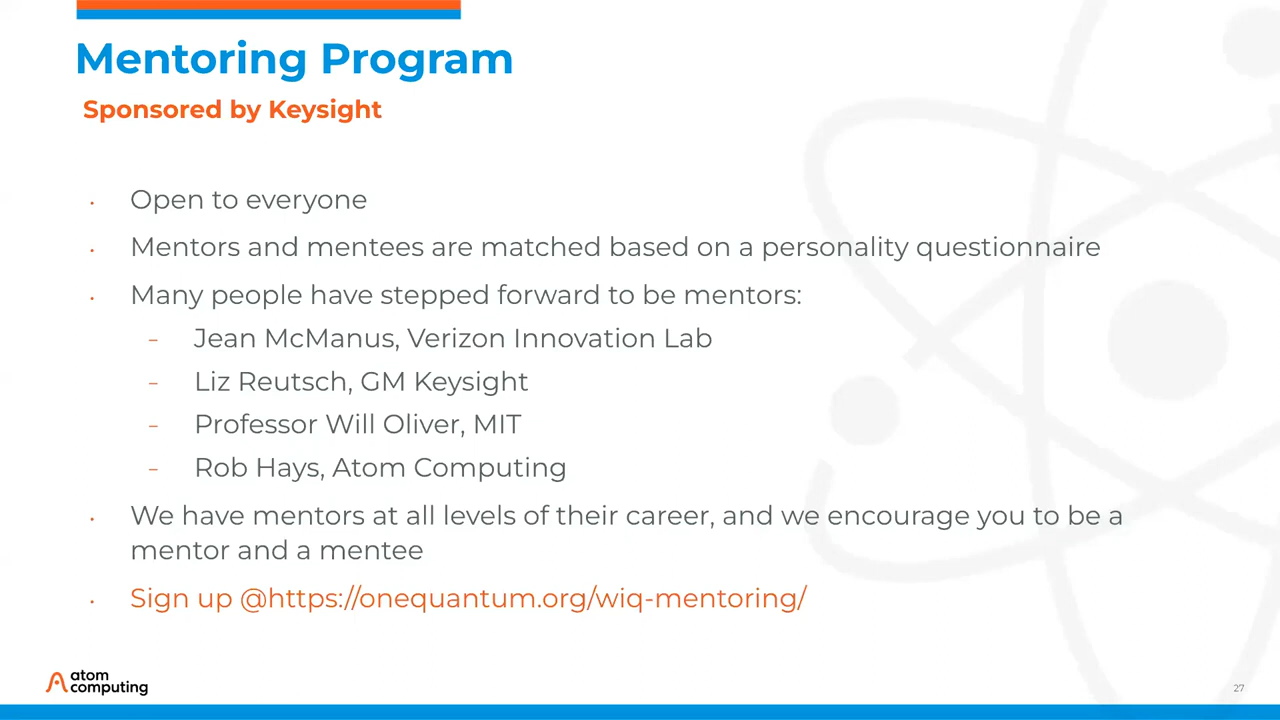 Mentoring Program
Sponsored by Keysight
· Open to everyone
· Mentors and mentees are matched based on a personality questionnaire
· Many people have stepped forward to be mentors:
– Jean McManus, Verizon Innovation Lab
– Liz Reutsch, GM Keysight
– Professor Will Oliver, MIT
– Rob Hays, Atom Computing
· We have mentors at all levels of their career, and we encourage you to be a
mentor and a mentee
· Sign up @https://onequantum.org/wiq-mentoring/
atom
computing
27